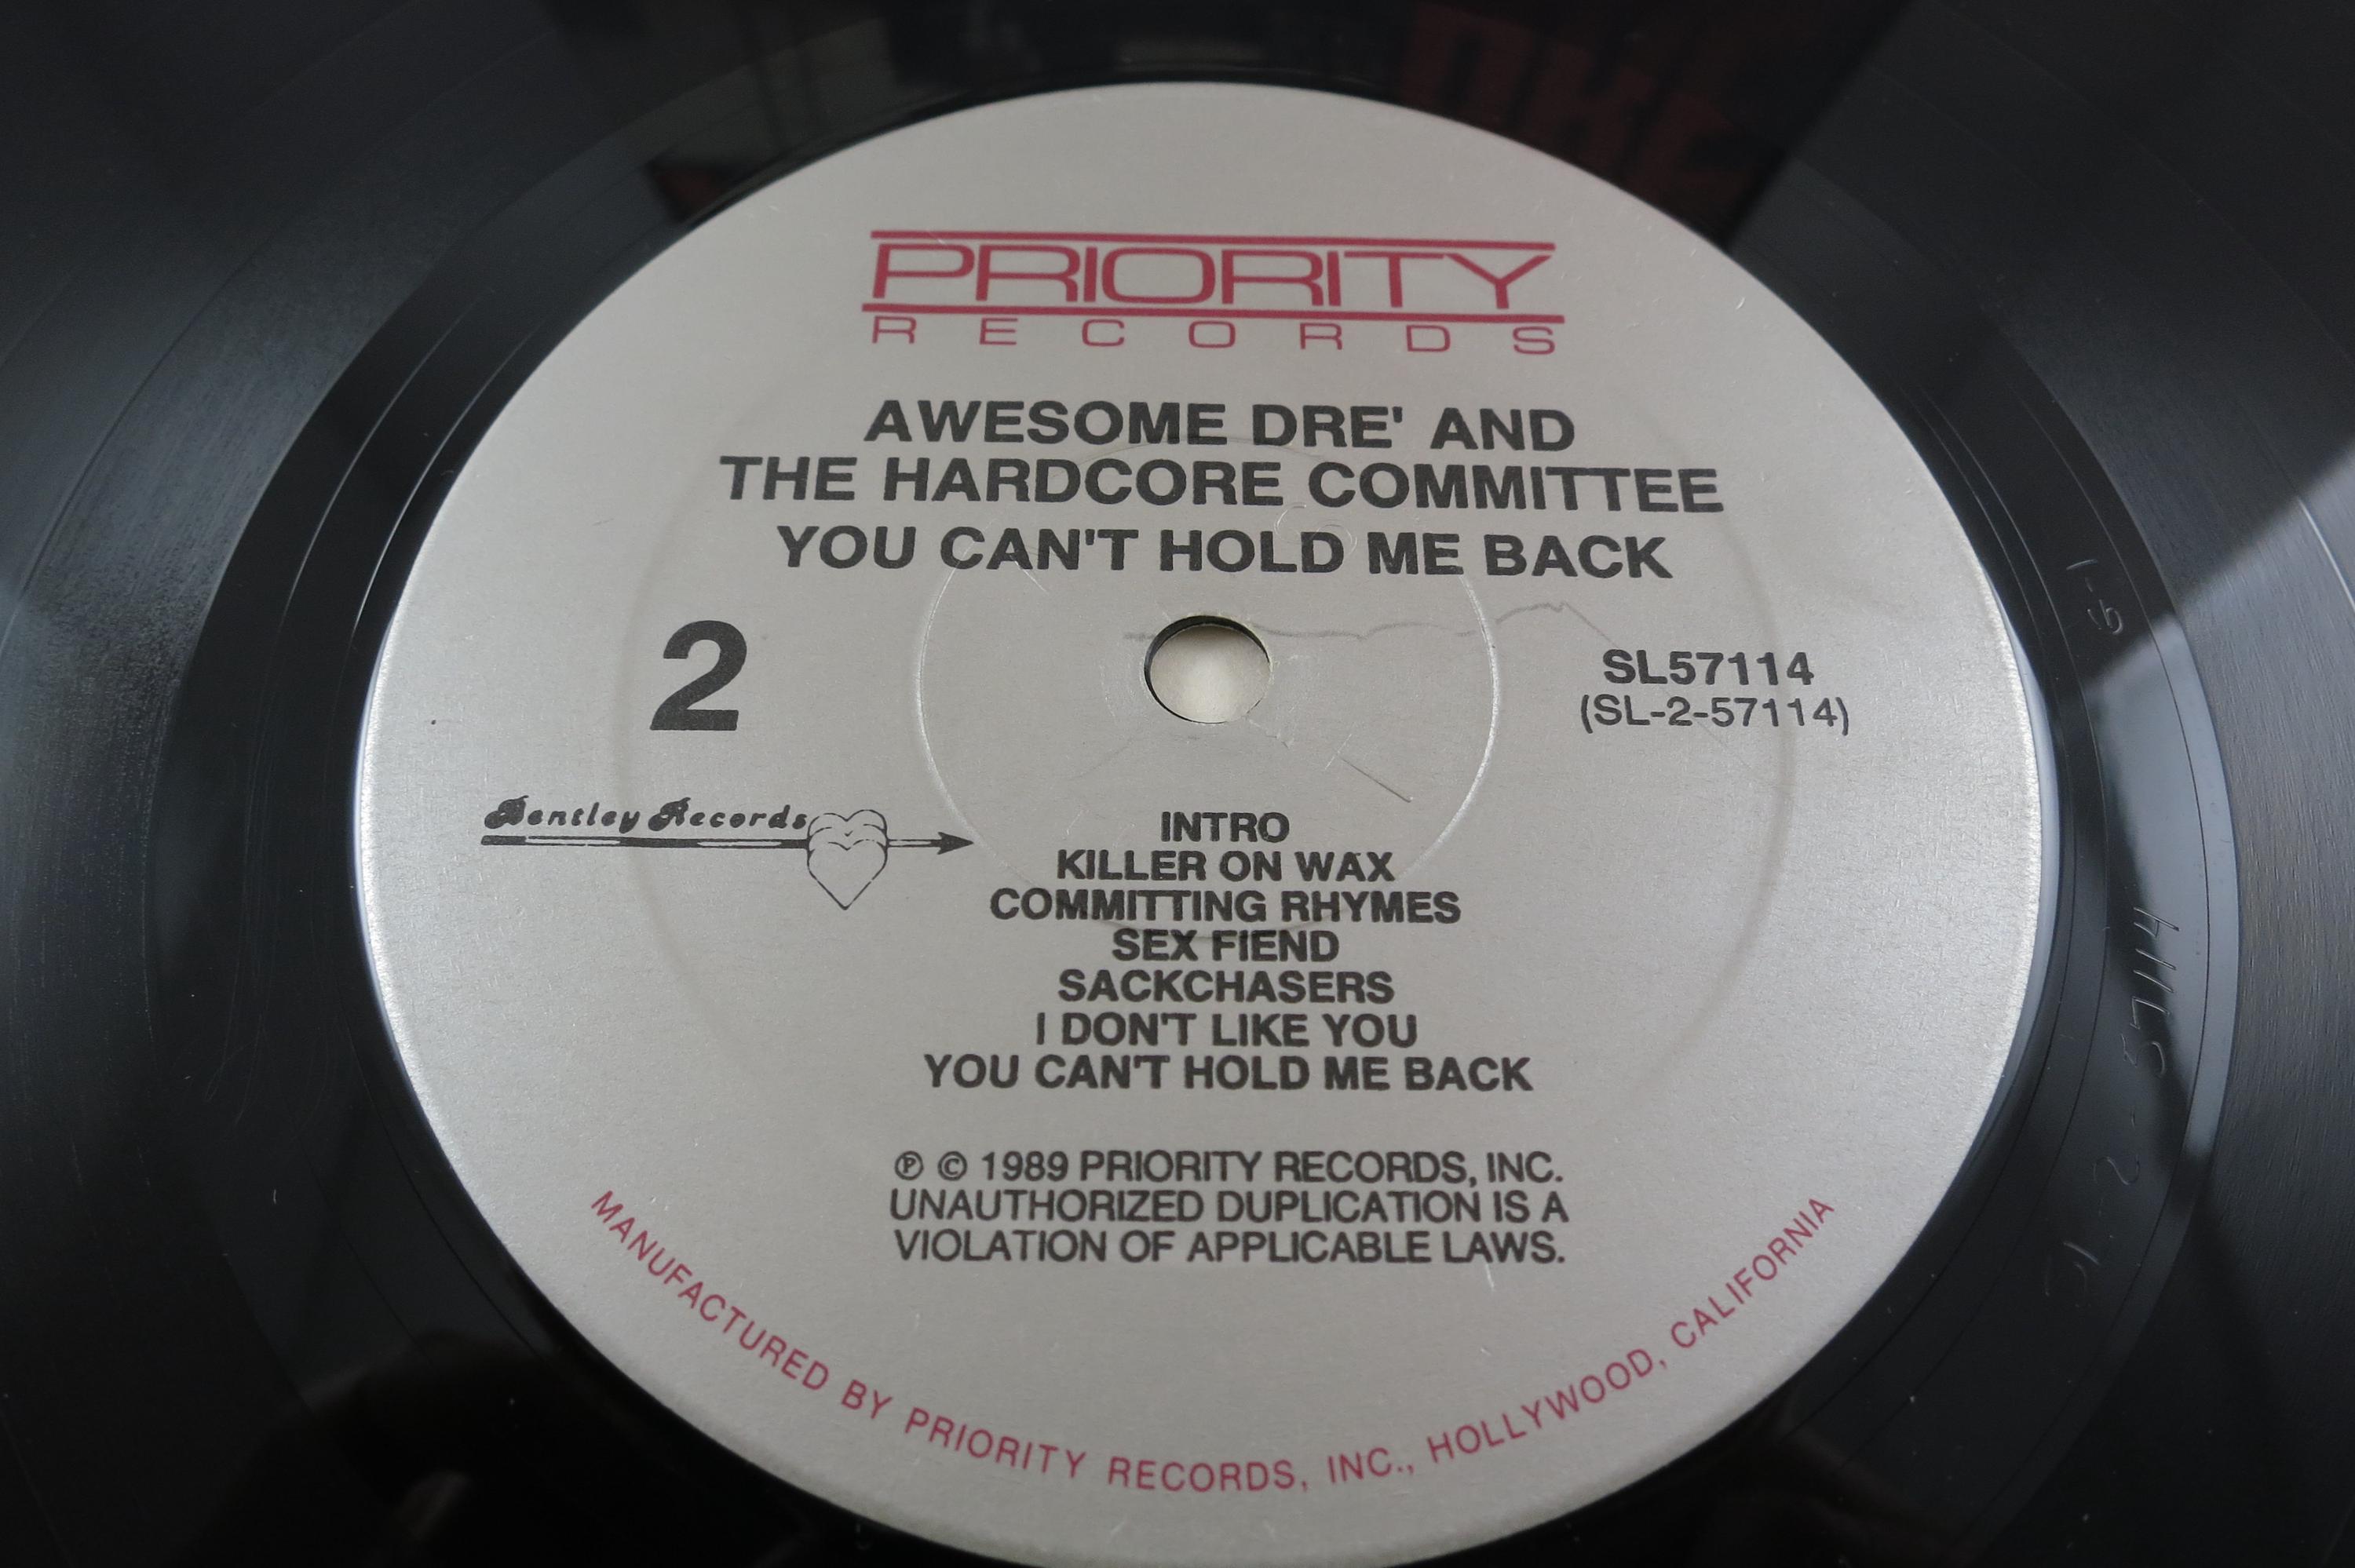 PRIORITY
RECORDS
AWESOME DRE' AND
THE HARDCORE COMMITTEE
YOU CAN'T HOLD ME BACK
2
SL57114
(SL-2-57114)
Bentley Records
INTRO
KILLER ON WAX
COMMITTING RHYMES
SEX FIEND
SACKCHASERS
I DON'T LIKE YOU
YOU CAN'T HOLD ME BACK
℗ © 1989 PRIORITY RECORDS, INC.
UNAUTHORIZED DUPLICATION IS A
VIOLATION OF APPLICABLE LAWS.
MANUFACTURED BY PRIORITY RECORDS, INC., HOLLYWOOD, CALIFORNIA